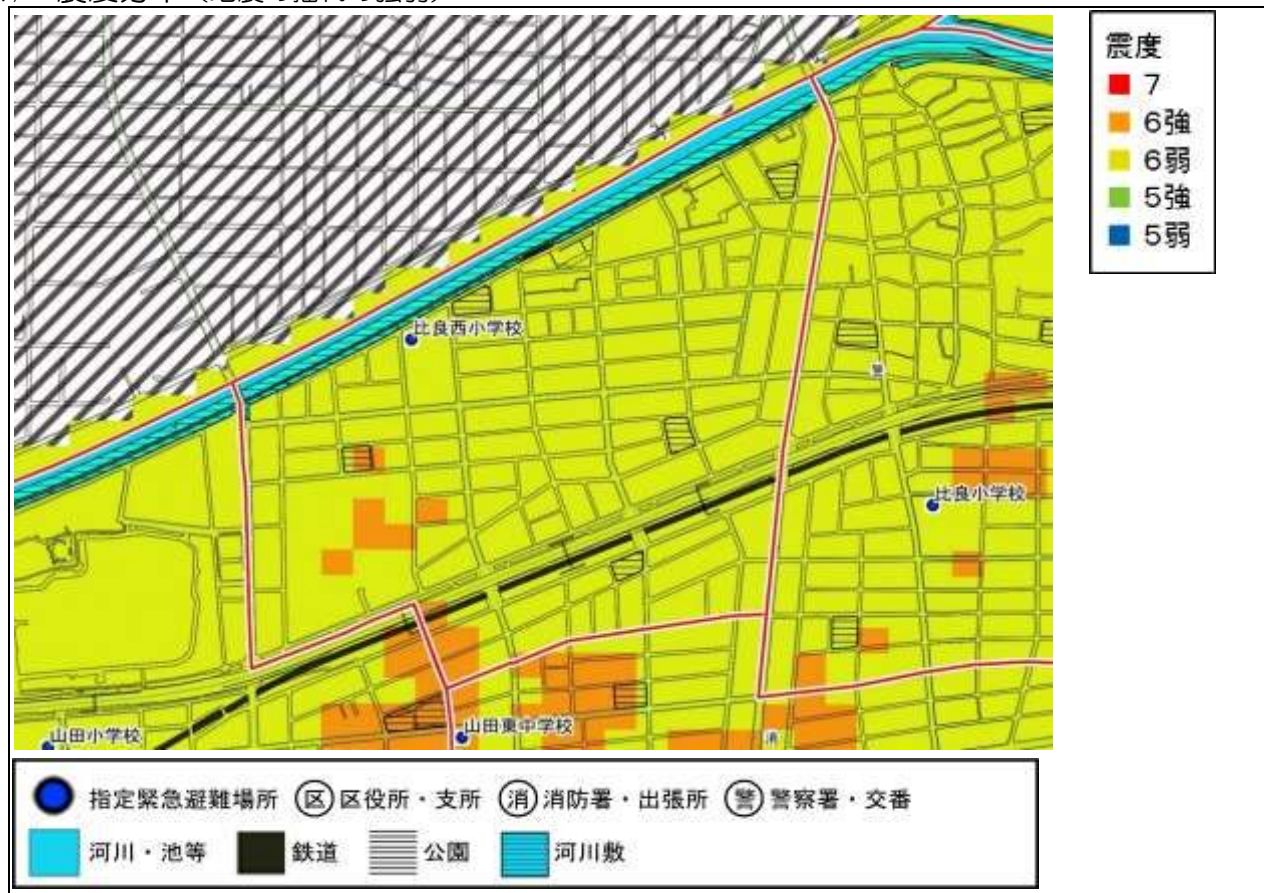 震度
7
6強
6弱
5強
5弱
比良西小学校
警
比良小学校
山田東中学校
消
山田小学校
指定緊急避難場所 区 区役所・支所 消 消防署・出張所 警 警察署・交番
河川・池等 鉄道 公園 河川敷